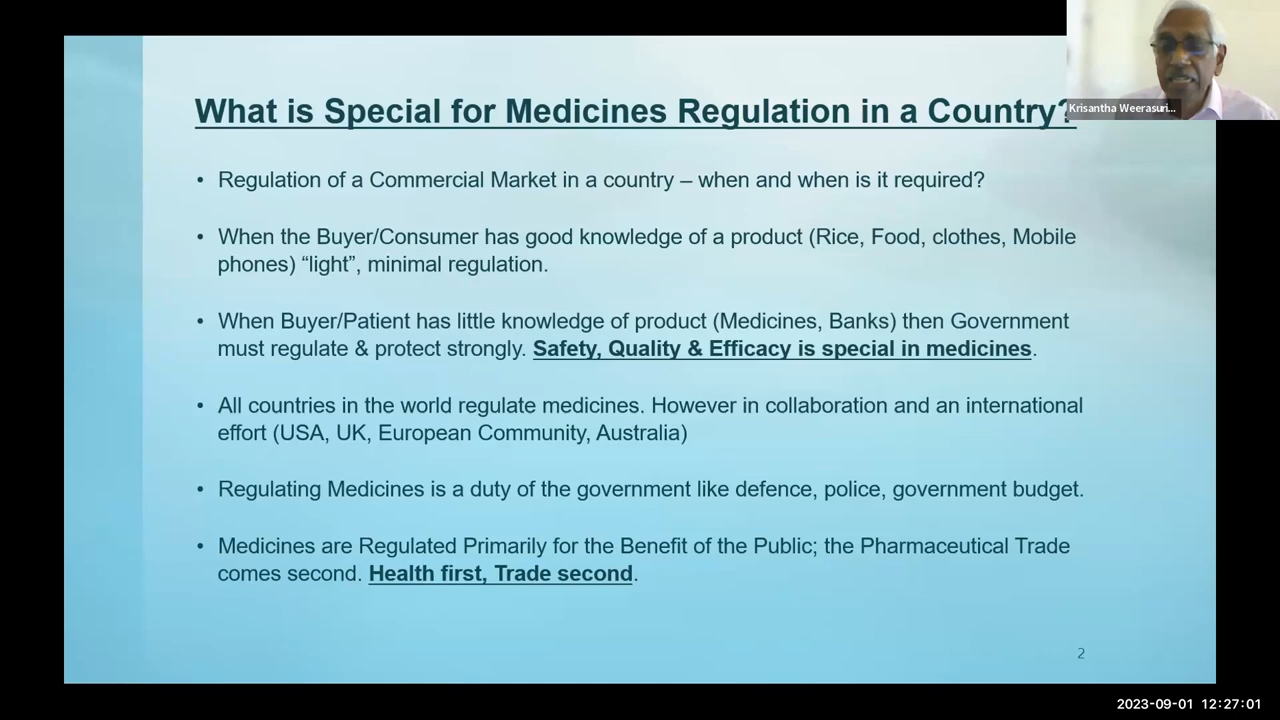 What is Special for Medicines Regulation in a Country?
Krisantha Weerasuri...
• Regulation of a Commercial Market in a country – when and when is it required?
• When the Buyer/Consumer has good knowledge of a product (Rice, Food, clothes, Mobile
phones) “light”, minimal regulation.
• When Buyer/Patient has little knowledge of product (Medicines, Banks) then Government
must regulate & protect strongly. Safety, Quality & Efficacy is special in medicines.
• All countries in the world regulate medicines. However in collaboration and an international
effort (USA, UK, European Community, Australia)
• Regulating Medicines is a duty of the government like defence, police, government budget.
• Medicines are Regulated Primarily for the Benefit of the Public; the Pharmaceutical Trade
comes second. Health first, Trade second.
2
2023-09-01 12:27:01